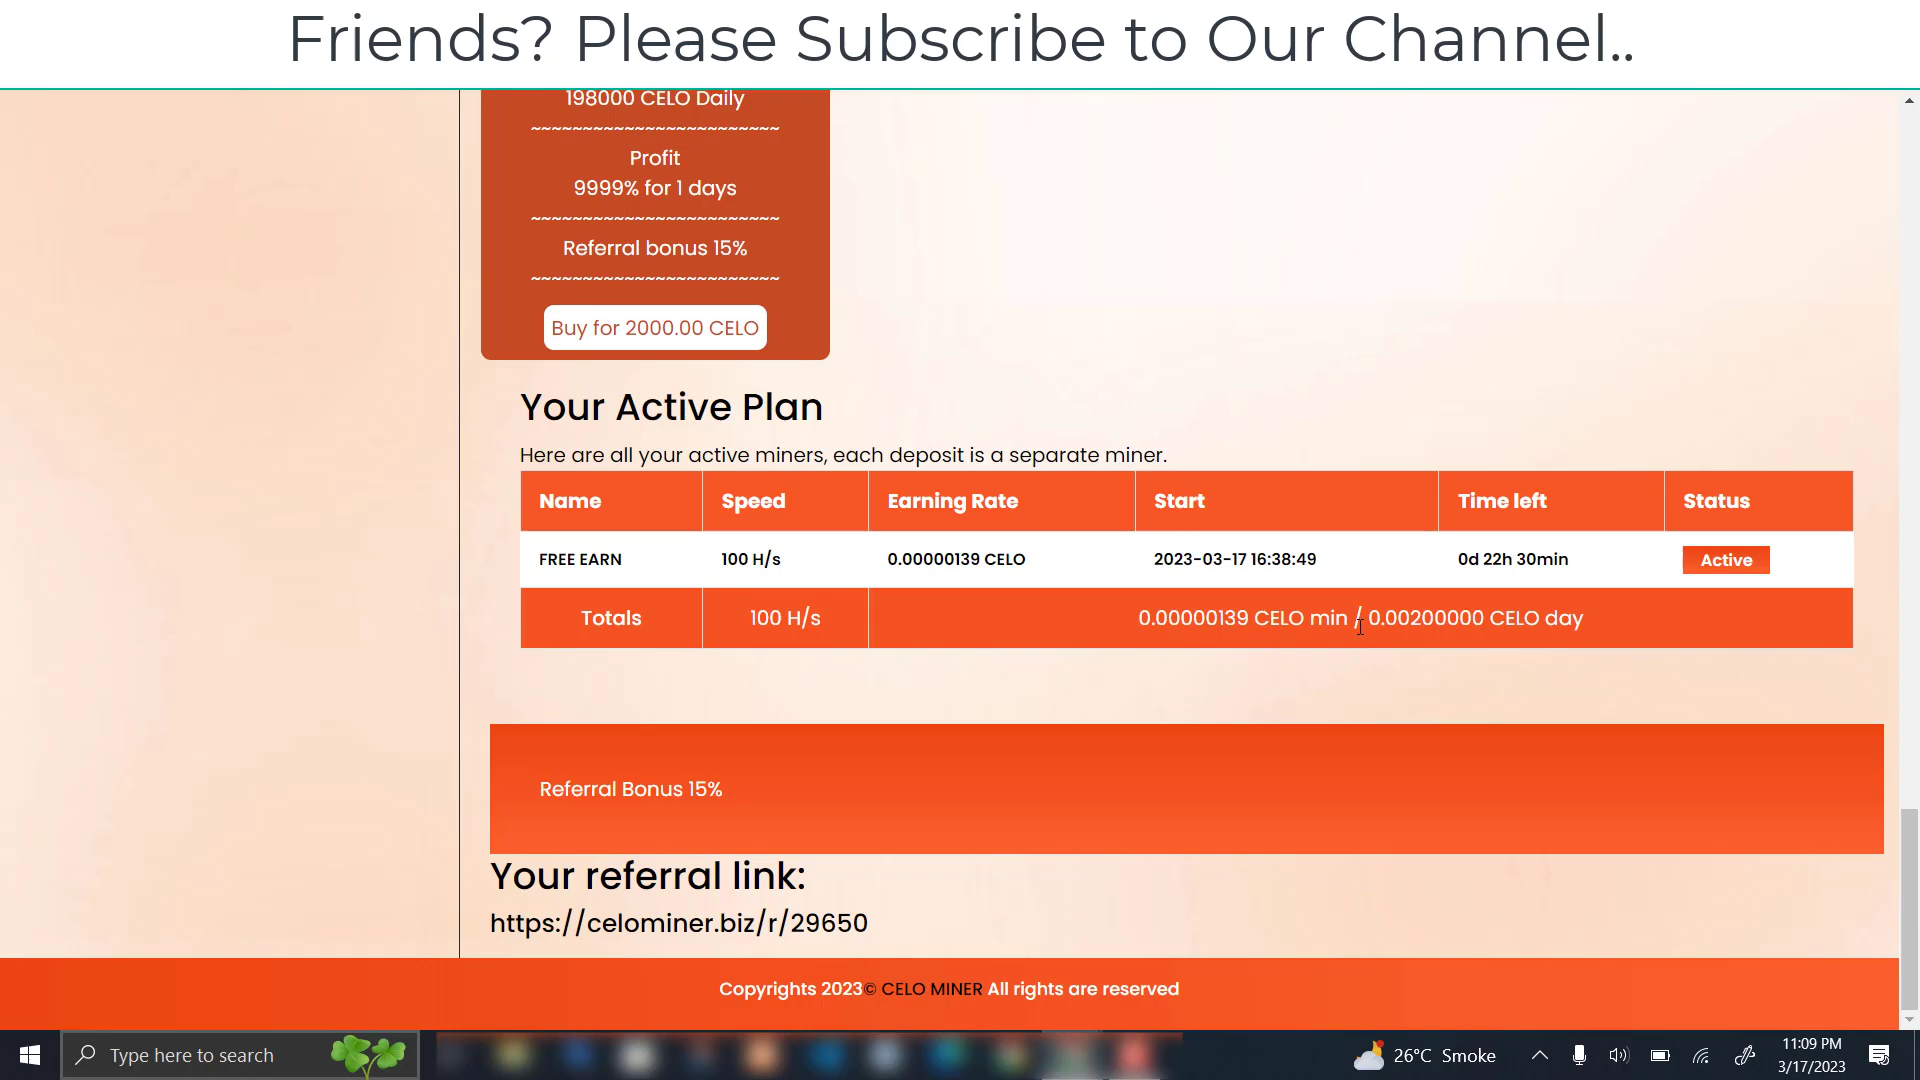 Friends? Please Subscribe to Our Channel..
198000 CELO Daily
~~~~~~~~~~~~~~~~~~~~~~~~
Profit
9999% for 1 days
~~~~~~~~~~~~~~~~~~~~~~~~
Referral bonus 15%
~~~~~~~~~~~~~~~~~~~~~~~~
Buy for 2000.00 CELO
Your Active Plan
Here are all your active miners, each deposit is a separate miner.
Name Speed Earning Rate Start Time left Status
FREE EARN 100 H/s 0.00000139 CELO 2023-03-17 16:38:49 0d 22h 30min Active
Totals 100 H/s 0.00000139 CELO min / 0.00200000 CELO day
Referral Bonus 15%
Your referral link:
https://celominer.biz/r/29650
Copyrights 2023© CELO MINER All rights are reserved
Type here to search 26°C Smoke 11:09 PM
3/17/2023